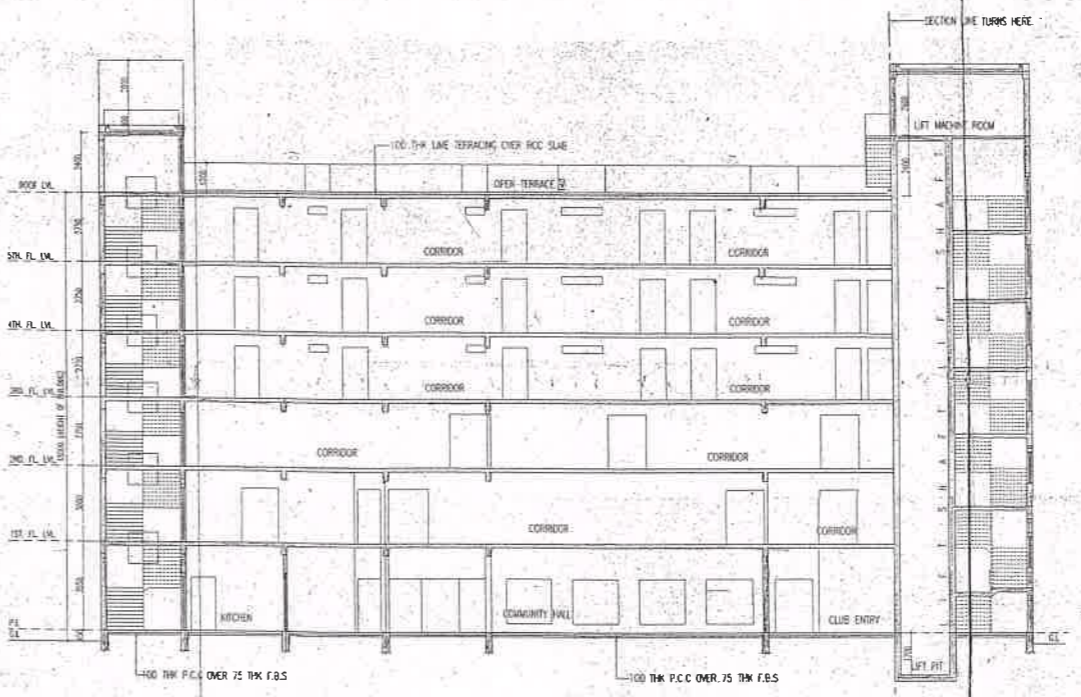 SECTION LINE TURNS HERE
LIFT MACHINE ROOM
100 THK LIME TERRACING OVER RCC SLAB
ROOF LVL.
OPEN TERRACE
CORRIDOR
CORRIDOR
5TH. FL. LVL.
CORRIDOR
CORRIDOR
4TH. FL. LVL.
CORRIDOR
CORRIDOR
3RD. FL. LVL.
CORRIDOR
CORRIDOR
2ND. FL. LVL.
CORRIDOR
CORRIDOR
1ST. FL. LVL.
KITCHEN
COMMUNITY HALL
CLUB ENTRY
LIFT SHAFT
G.L.
LIFT PIT
100 THK P.C.C OVER 75 THK F.B.S
100 THK P.C.C OVER 75 THK F.B.S